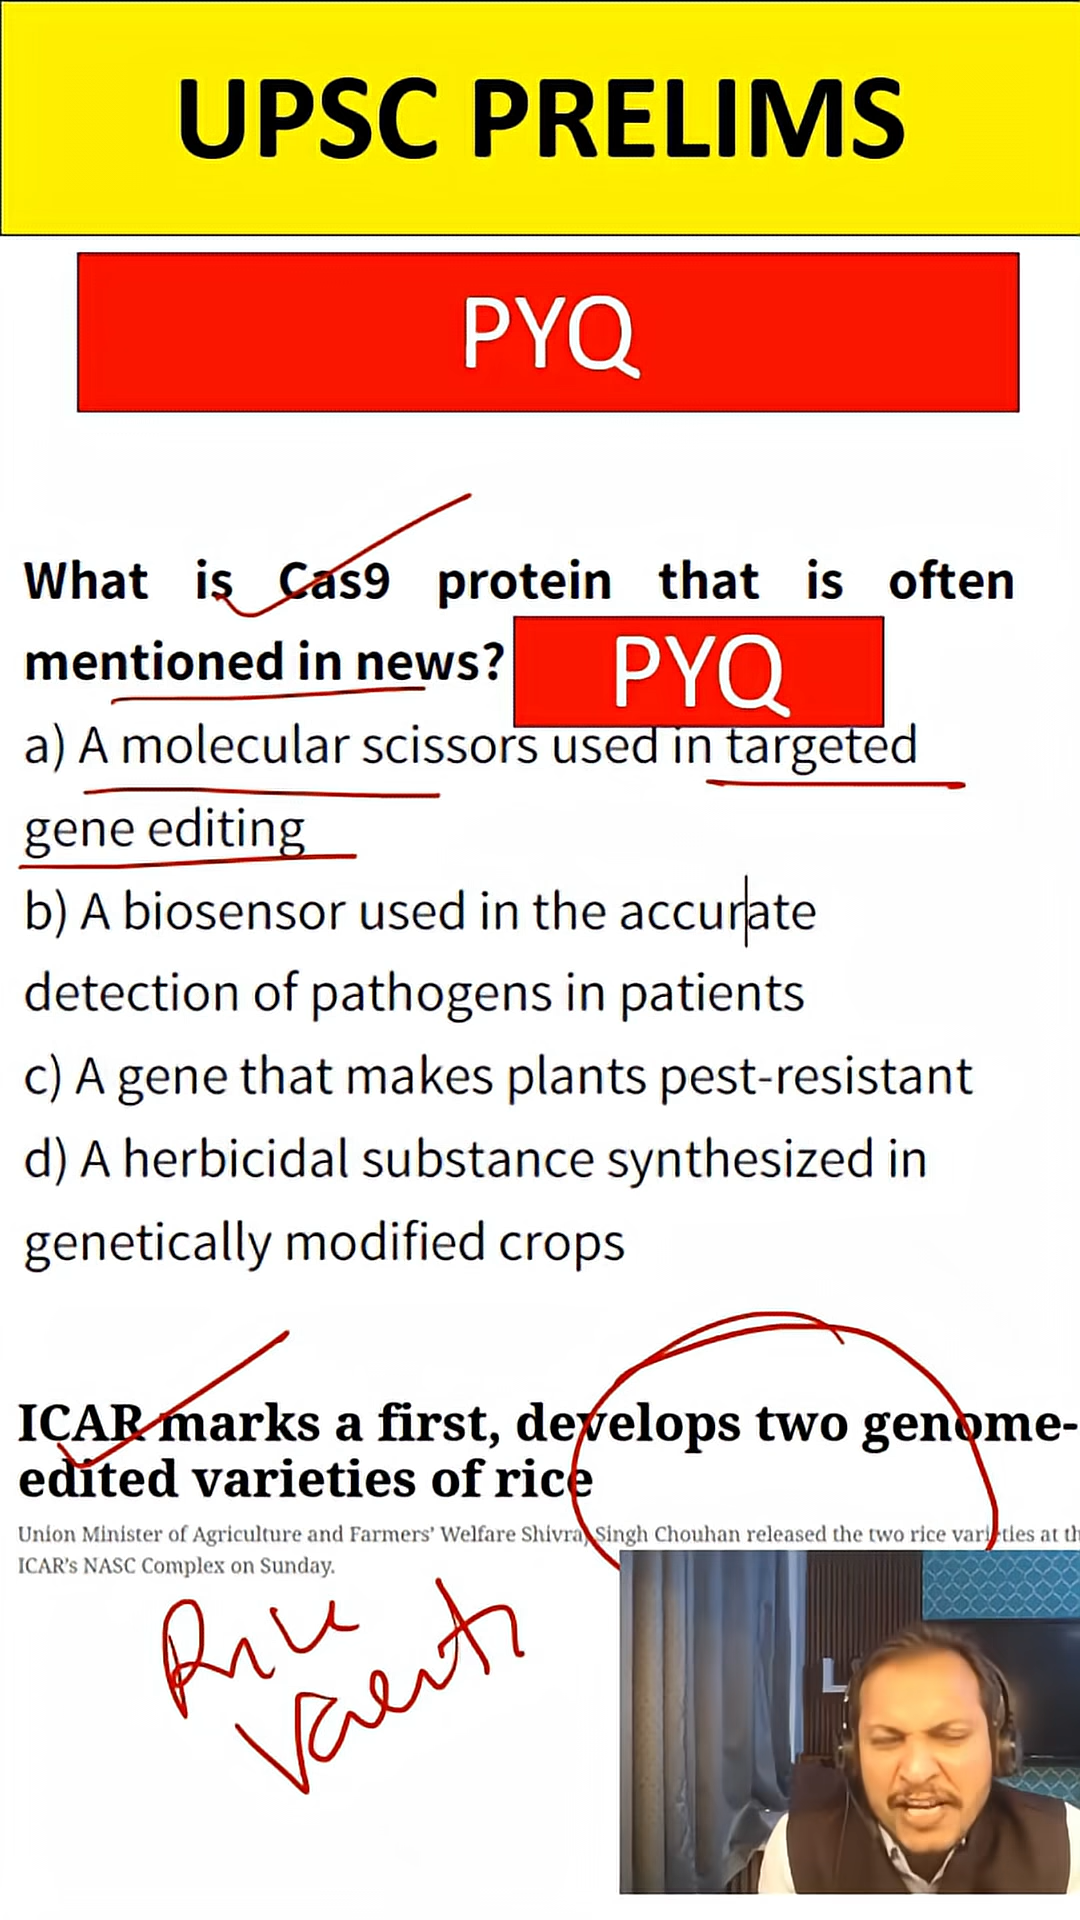 UPSC PRELIMS
PYQ
What is Cas9 protein that is often
mentioned in news? PYQ
a) A molecular scissors used in targeted
gene editing
b) A biosensor used in the accurate
detection of pathogens in patients
c) A gene that makes plants pest-resistant
d) A herbicidal substance synthesized in
genetically modified crops
ICAR marks a first, develops two genome-
edited varieties of rice
Union Minister of Agriculture and Farmers' Welfare Shivraj Singh Chouhan released the two rice varieties at
ICAR's NASC Complex on Sunday.
Rice